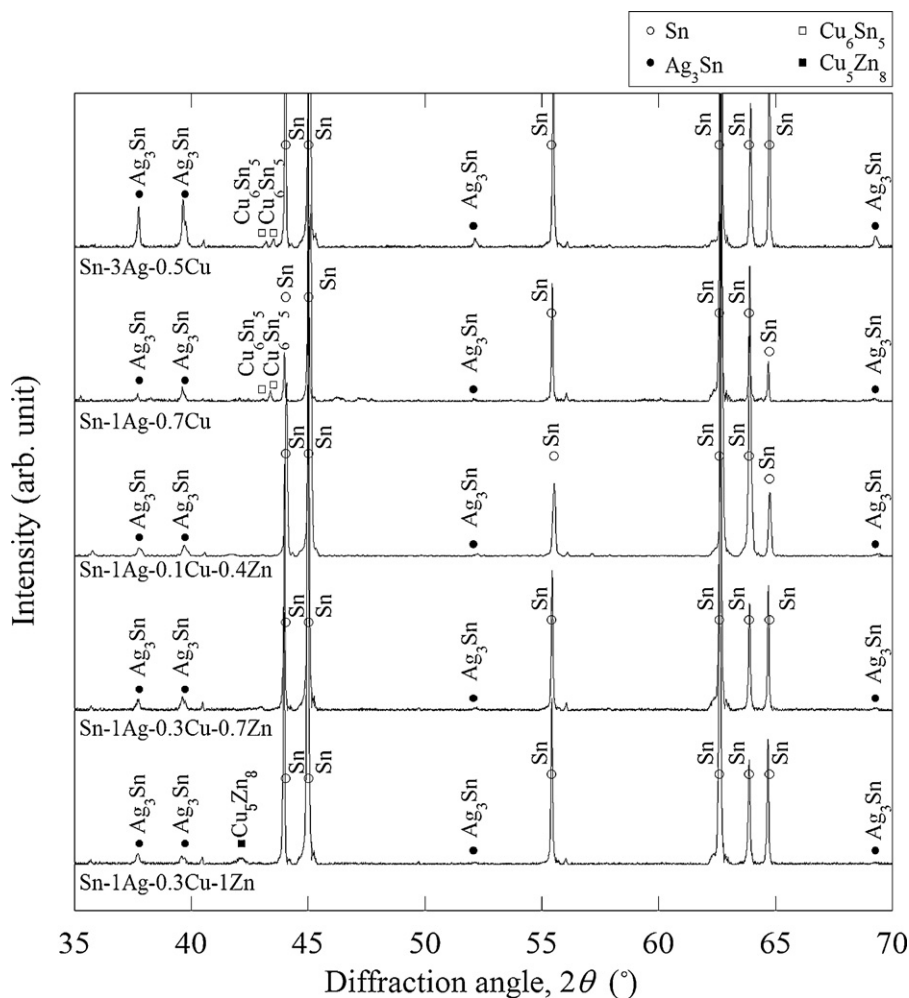 ○ Sn □ Cu₆Sn₅
● Ag₃Sn ■ Cu₅Zn₈
Ag₃Sn Ag₃Sn Cu₆Sn₅ Cu₆Sn₅ Sn Sn Ag₃Sn Sn Sn Sn Sn Ag₃Sn
Sn-3Ag-0.5Cu
Ag₃Sn Ag₃Sn Cu₆Sn₅ Cu₆Sn₅ Sn Sn Ag₃Sn Sn Sn Sn Sn Ag₃Sn
Sn-1Ag-0.7Cu
Ag₃Sn Ag₃Sn Sn Sn Ag₃Sn Sn Sn Sn Sn Ag₃Sn
Sn-1Ag-0.1Cu-0.4Zn
Ag₃Sn Ag₃Sn Sn Sn Ag₃Sn Sn Sn Sn Sn Ag₃Sn
Sn-1Ag-0.3Cu-0.7Zn
Ag₃Sn Ag₃Sn Cu₅Zn₈ Sn Sn Ag₃Sn Sn Sn Sn Sn Ag₃Sn
Sn-1Ag-0.3Cu-1Zn
Intensity (arb. unit)
35 40 45 50 55 60 65 70
Diffraction angle, 2θ (°)